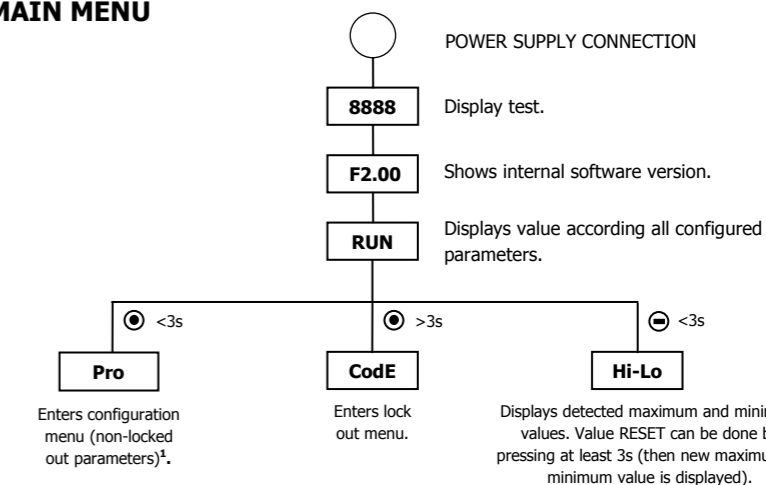 MAIN MENU
POWER SUPPLY CONNECTION
8888
Display test.
F2.00
Shows internal software version.
RUN
Displays value according all configured
parameters.
<3s
>3s
<3s
Pro
CodE
Hi-Lo
Enters configuration
menu (non-locked
out parameters)¹.
Enters lock
out menu.
Displays detected maximum and
values. Value RESET can be done
pressing at least 3s (then new
minimum value is displayed).